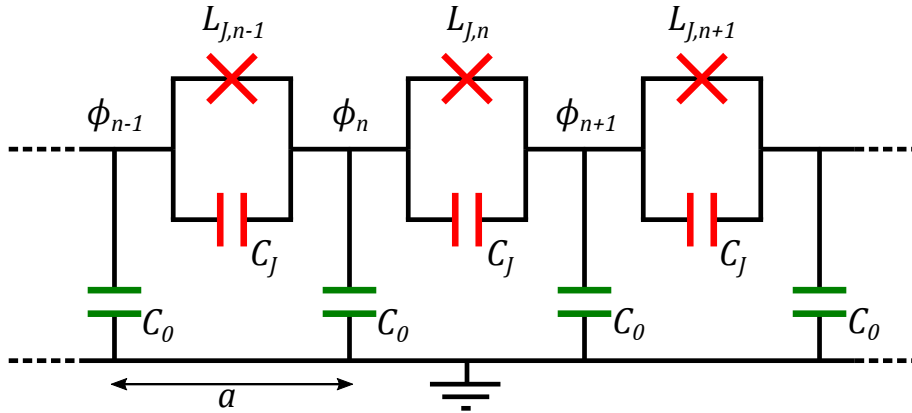 L_{J,n-1} L_{J,n} L_{J,n+1}
ϕ_{n-1} ϕ_n ϕ_{n+1}
C_J C_J C_J
C_0 C_0 C_0 C_0
a